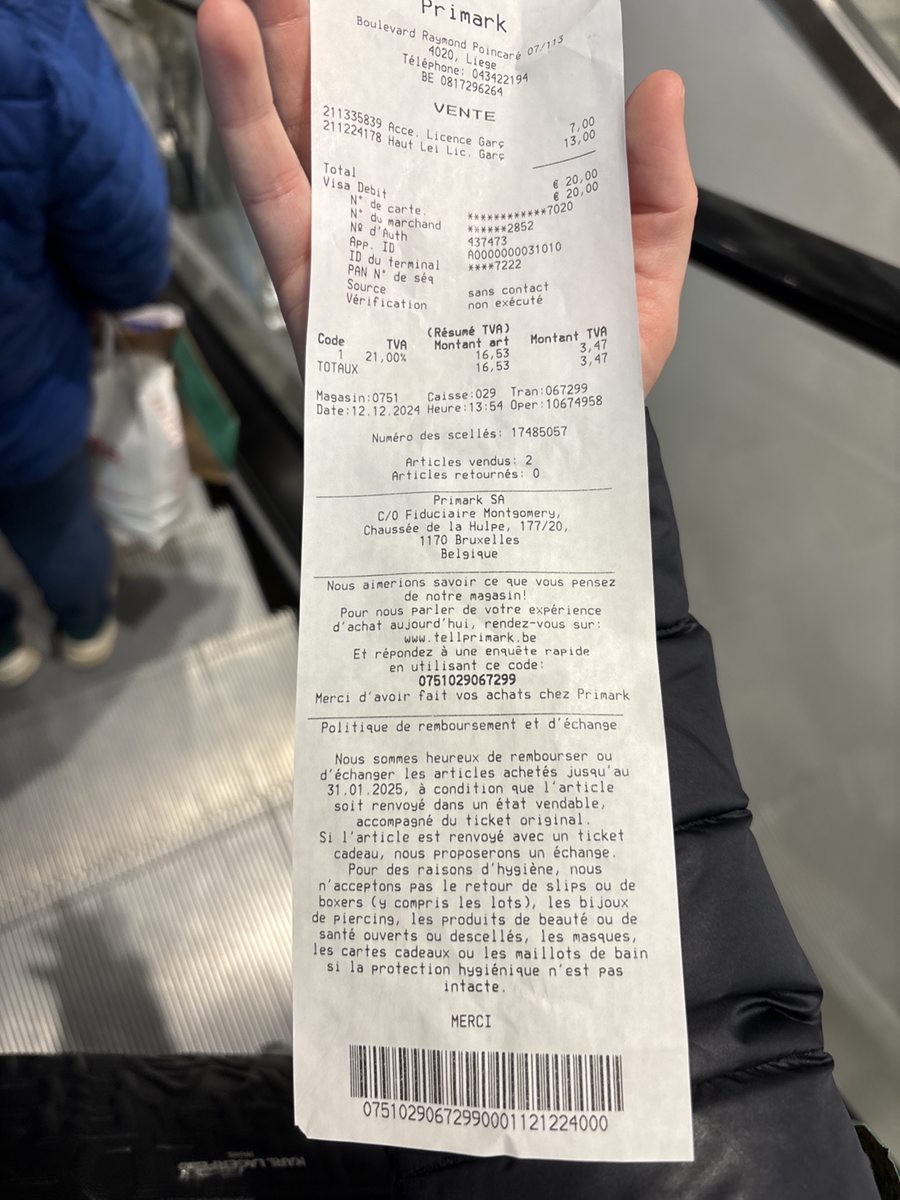 Primark
Boulevard Raymond Poincaré 07/113
4020, Liege
Téléphone: 043422194
BE 0817296264
VENTE
211335839 Acce. Licence Garç 7,00
211224178 Haut Lei Lic. Garç 13,00
Total € 20,00
Visa Debit € 20,00
N° de carte. ************7020
N° du marchand ******2852
Nº d'Auth 437473
App. ID A0000000031010
ID du terminal ****7222
PAN N° de séq
Source sans contact
Vérification non exécuté
(Résumé TVA)
Code TVA Montant art Montant TVA
1 21,00% 16,53 3,47
TOTAUX 16,53 3,47
Magasin:0751 Caisse:029 Tran:067299
Date:12.12.2024 Heure:13:54 Oper:10674958
Numéro des scellés: 17485057
Articles vendus: 2
Articles retournés: 0
Primark SA
C/O Fiduciaire Montgomery,
Chaussée de la Hulpe, 177/20,
1170 Bruxelles
Belgique
Nous aimerions savoir ce que vous pensez
de notre magasin!
Pour nous parler de votre expérience
d'achat aujourd'hui, rendez-vous sur:
www.tellprimark.be
Et répondez à une enquête rapide
en utilisant ce code:
0751029067299
Merci d'avoir fait vos achats chez Primark
Politique de remboursement et d'échange
Nous sommes heureux de rembourser ou
d'échanger les articles achetés jusqu'au
31.01.2025, à condition que l'article
soit renvoyé dans un état vendable,
accompagné du ticket original.
Si l'article est renvoyé avec un ticket
cadeau, nous proposerons un échange.
Pour des raisons d'hygiène, nous
n'acceptons pas le retour de slips ou de
boxers (y compris les lots), les bijoux
de piercing, les produits de beauté ou de
santé ouverts ou descellés, les masques,
les cartes cadeaux ou les maillots de bain
si la protection hygiénique n'est pas
intacte.
MERCI
07510290672990001121224000
KARL LAGERFELD